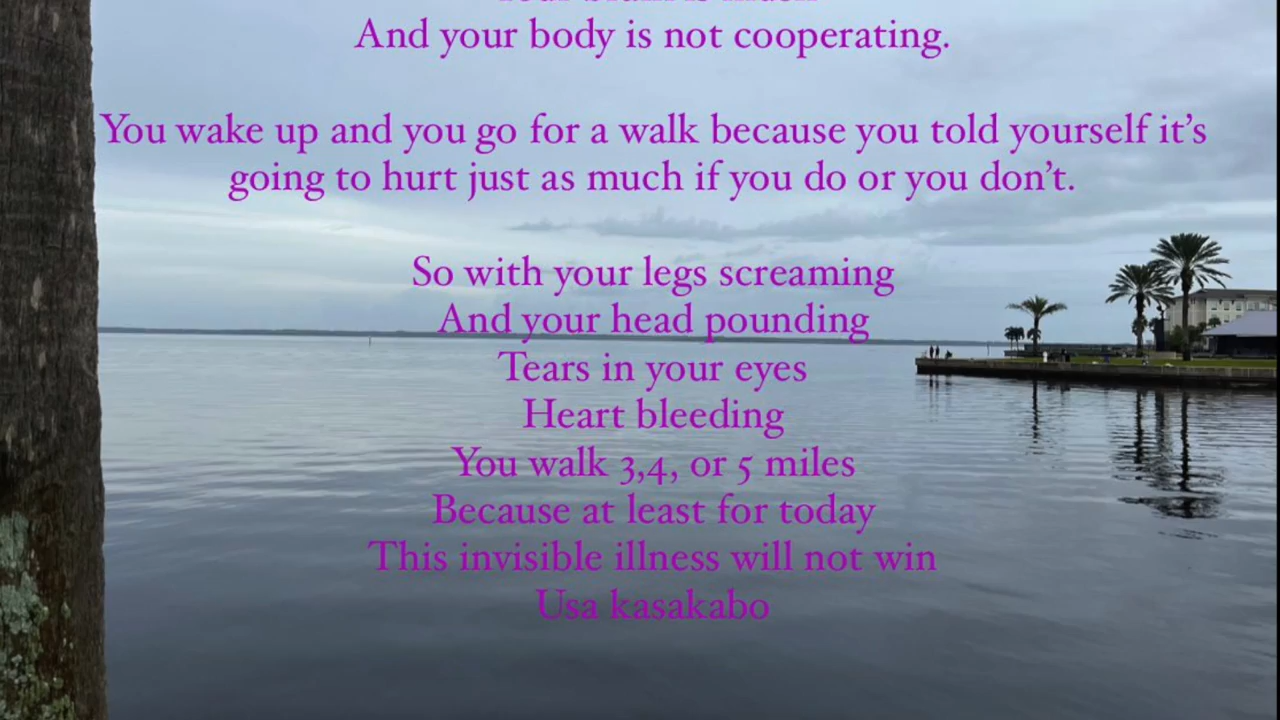 And your body is not cooperating.
You wake up and you go for a walk because you told yourself it’s
going to hurt just as much if you do or you don’t.
So with your legs screaming
And your head pounding
Tears in your eyes
Heart bleeding
You walk 3,4, or 5 miles
Because at least for today
This invisible illness will not win
Usa kasakabo